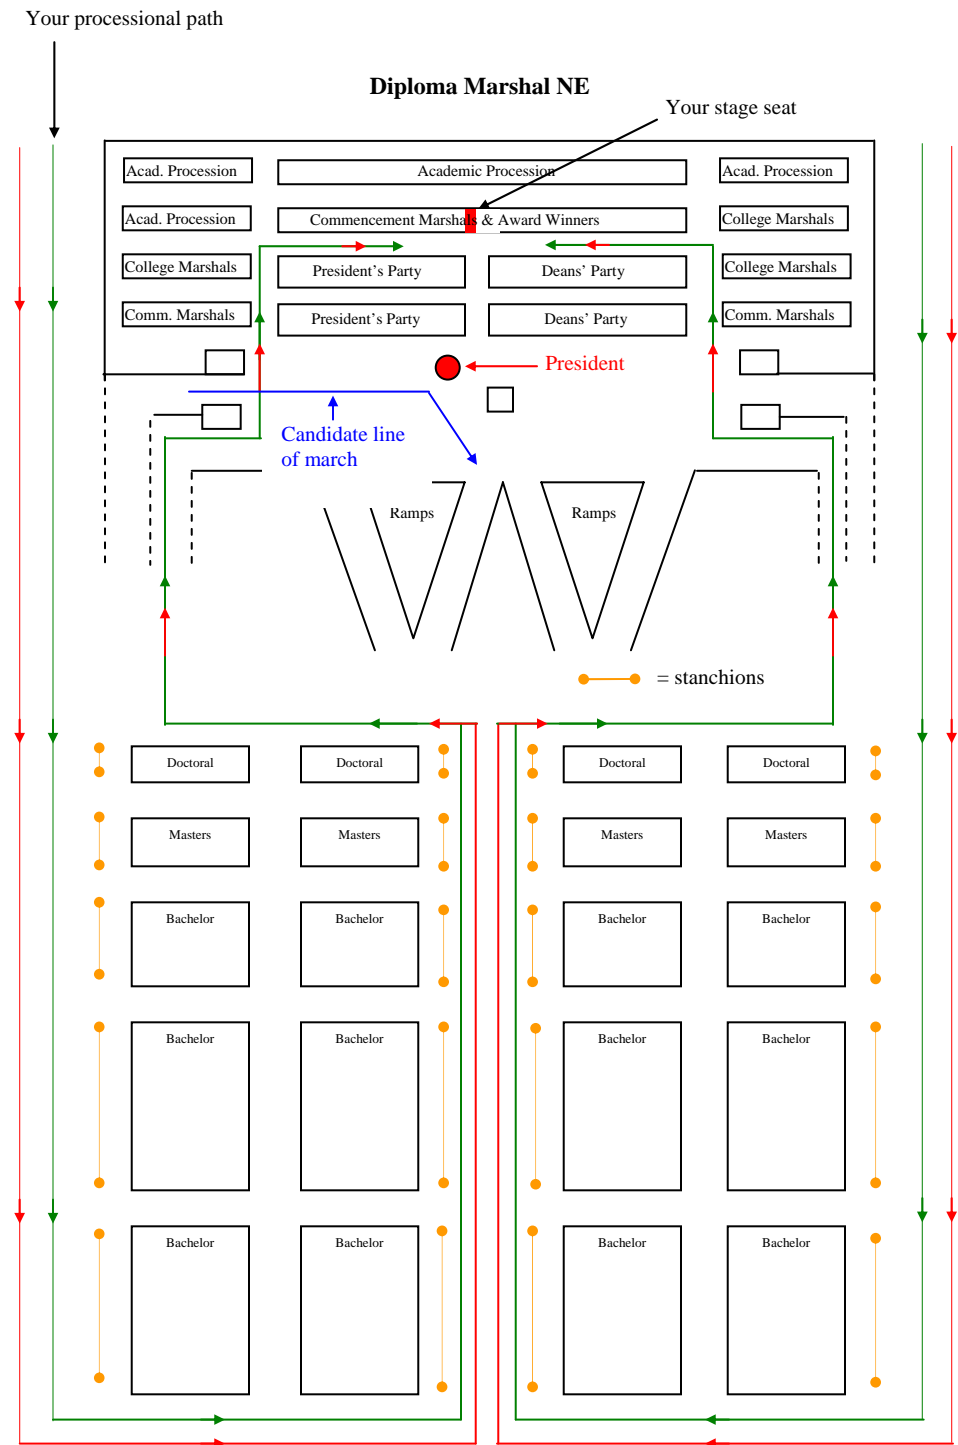 Your processional path
Diploma Marshal NE
Your stage seat
Acad. Procession
Academic Procession
Acad. Procession
Acad. Procession
Commencement Marshals & Award Winners
College Marshals
College Marshals
President's Party
Deans' Party
College Marshals
Comm. Marshals
President's Party
Deans' Party
Comm. Marshals
President
Candidate line
of march
Ramps
Ramps
= stanchions
Doctoral
Doctoral
Doctoral
Doctoral
Masters
Masters
Masters
Masters
Bachelor
Bachelor
Bachelor
Bachelor
Bachelor
Bachelor
Bachelor
Bachelor
Bachelor
Bachelor
Bachelor
Bachelor